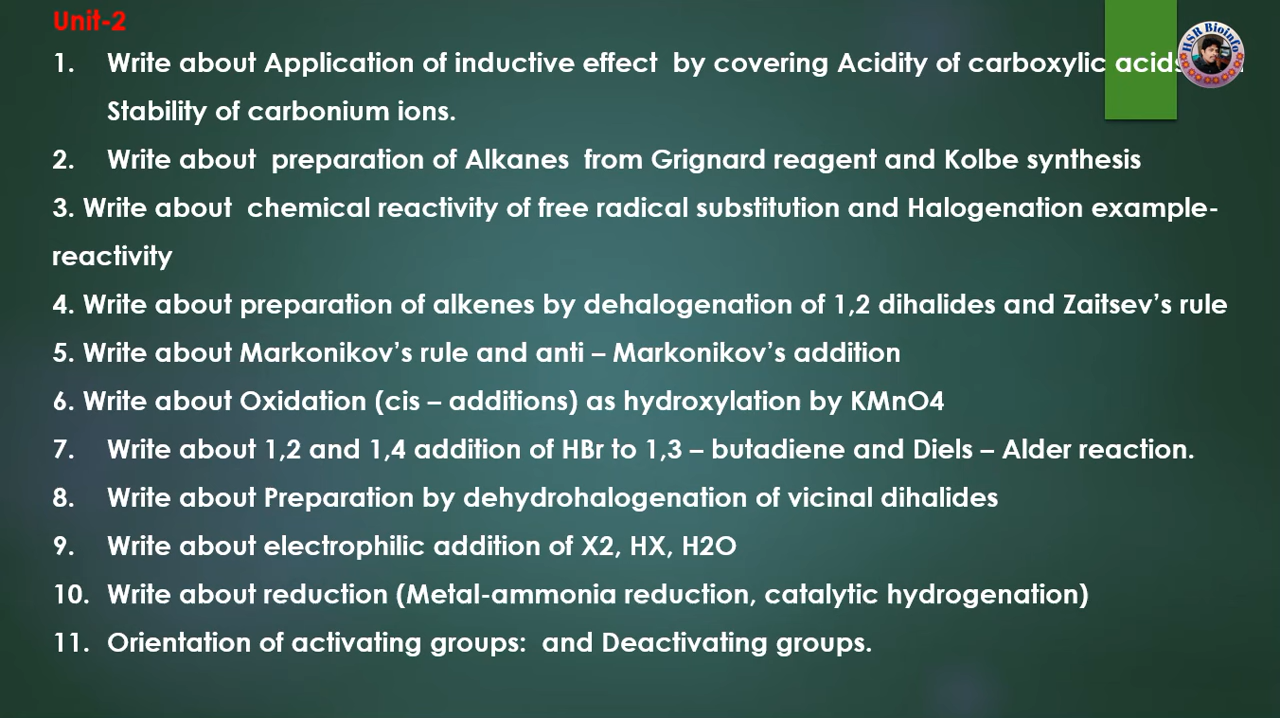 Unit-2
HSR Bioinfo
1. Write about Application of inductive effect by covering Acidity of carboxylic acids
Stability of carbonium ions.
2. Write about preparation of Alkanes from Grignard reagent and Kolbe synthesis
3. Write about chemical reactivity of free radical substitution and Halogenation example-
reactivity
4. Write about preparation of alkenes by dehalogenation of 1,2 dihalides and Zaitsev's rule
5. Write about Markonikov's rule and anti – Markonikov's addition
6. Write about Oxidation (cis – additions) as hydroxylation by KMnO4
7. Write about 1,2 and 1,4 addition of HBr to 1,3 – butadiene and Diels – Alder reaction.
8. Write about Preparation by dehydrohalogenation of vicinal dihalides
9. Write about electrophilic addition of X2, HX, H2O
10. Write about reduction (Metal-ammonia reduction, catalytic hydrogenation)
11. Orientation of activating groups: and Deactivating groups.